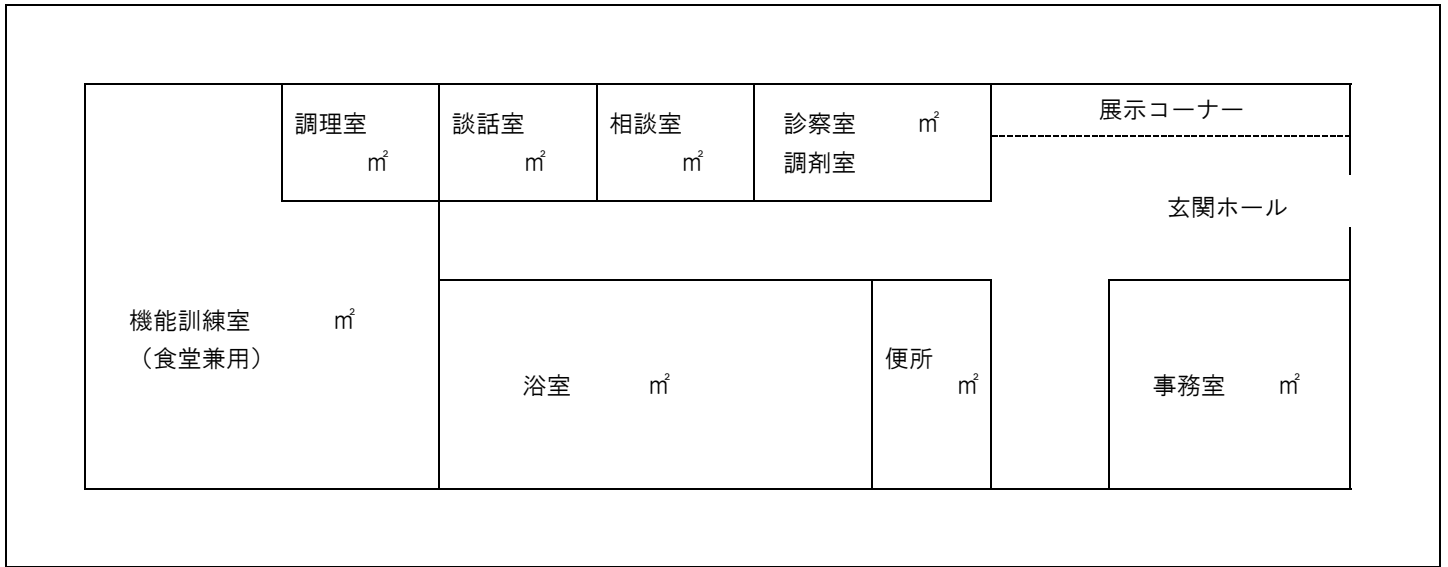 展示コーナー
調理室
㎡
談話室
㎡
相談室
㎡
診察室 ㎡
調剤室
玄関ホール
機能訓練室 ㎡
（食堂兼用）
浴室 ㎡
便所
㎡
事務室 ㎡